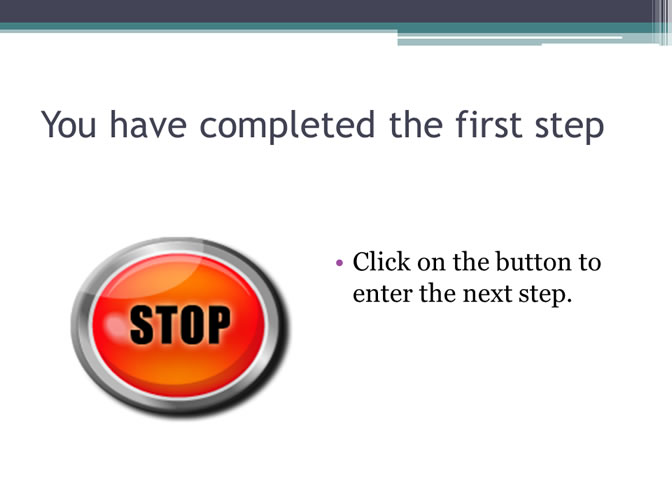 You have completed the first step
STOP
• Click on the button to
enter the next step.